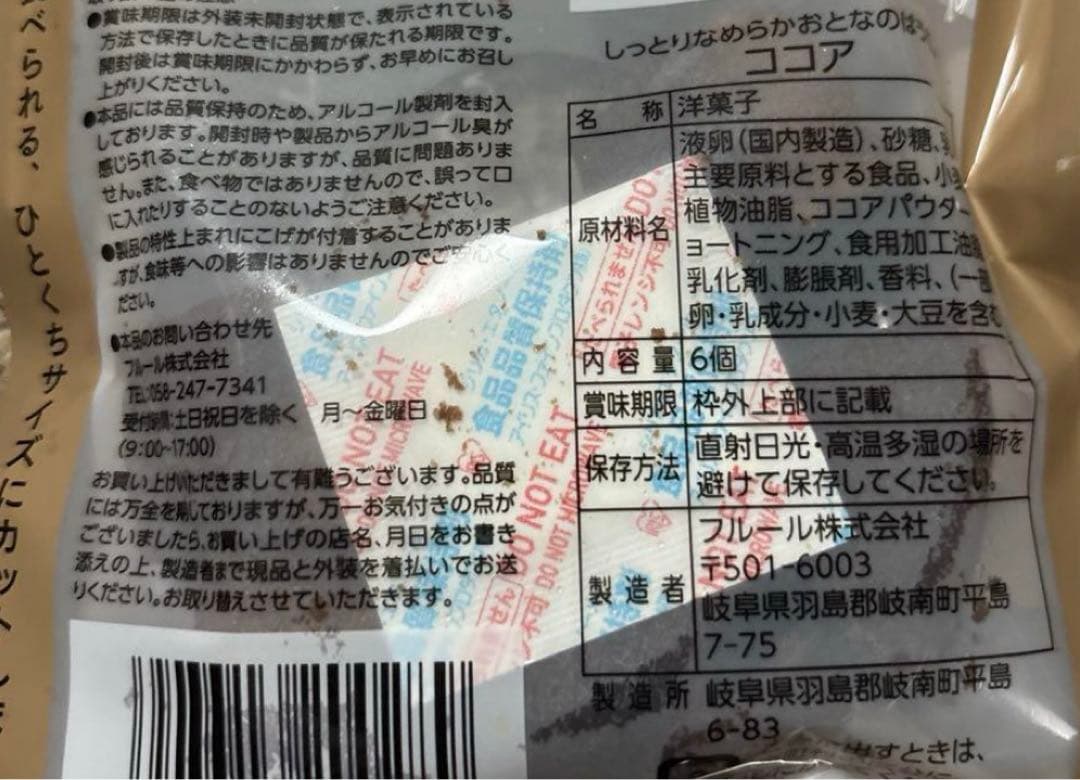 べられる、ひとくちサイズにカット
●賞味期限は外装未開封状態で、表示されている
方法で保存したときに品質が保たれる期限です。
開封後は賞味期限にかかわらず、お早めにお召し
上がりください。
●本品には品質保持のため、アルコール製剤を封入
しております。開封時や製品からアルコール臭が
感じられることがありますが、品質に問題ありま
せん。また、食べ物ではありませんので、誤って口
に入れたりすることのないようご注意ください。
●製品の特性上まれにこげが付着することがありま
すが、食味等への影響はありませんのでご安心く
ださい。
●本品のお問い合わせ先
フルール株式会社
TEL:058-247-7341
受付時間:土日祝日を除く 月〜金曜日
(9:00-17:00)
お買い上げいただきまして有難うございます。品質
には万全を期しておりますが、万一お気付きの点が
ございましたら、お買い上げの店名、月日をお書き
添えの上、製造者まで現品と外装を着払いでお送
りください。お取り替えさせていただきます。
しっとりなめらかおとなの
ココア
名称 洋菓子
原材料名 液卵(国内製造)、砂糖、
主要原料とする食品、小
植物油脂、ココアパウダー
ョートニング、食用加工油
乳化剤、膨脹剤、香料、(一
卵・乳成分・小麦・大豆を含
内容量 6個
賞味期限 枠外上部に記載
保存方法 直射日光・高温多湿の場所を
避けて保存してください。
製造者 フルール株式会社
〒501-6003
岐阜県羽島郡岐南町平島
7-75
製造所 岐阜県羽島郡岐南町平島
6-83
すときは、
食品品質保持
DO NOT EAT
DO NOT MICROWAVE